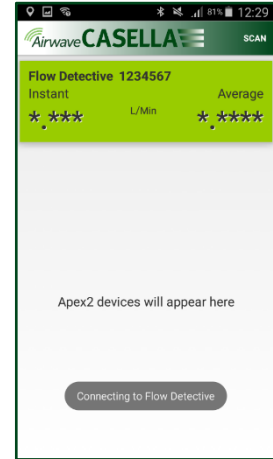 81% 12:29
Airwave CASELLA SCAN
Flow Detective 1234567
Instant Average
*.*** L/Min *.****
Apex2 devices will appear here
Connecting to Flow Detective